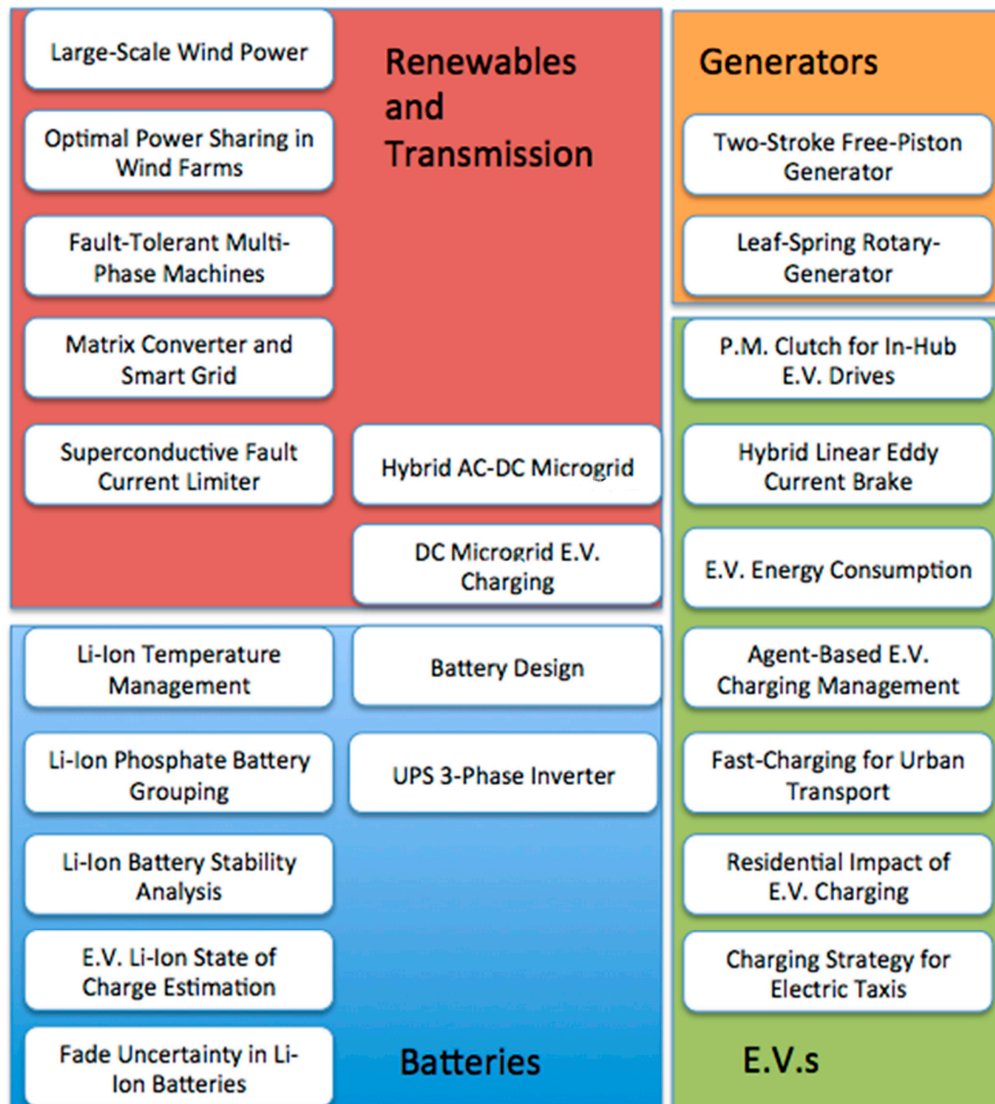 Renewables
and
Transmission
Large-Scale Wind Power
Optimal Power Sharing in
Wind Farms
Fault-Tolerant Multi-
Phase Machines
Matrix Converter and
Smart Grid
Superconductive Fault
Current Limiter
Hybrid AC-DC Microgrid
DC Microgrid E.V.
Charging
Generators
Two-Stroke Free-Piston
Generator
Leaf-Spring Rotary-
Generator
P.M. Clutch for In-Hub
E.V. Drives
Hybrid Linear Eddy
Current Brake
E.V. Energy Consumption
Agent-Based E.V.
Charging Management
Fast-Charging for Urban
Transport
Residential Impact of
E.V. Charging
Charging Strategy for
Electric Taxis
E.V.s
Li-Ion Temperature
Management
Li-Ion Phosphate Battery
Grouping
Li-Ion Battery Stability
Analysis
E.V. Li-Ion State of
Charge Estimation
Fade Uncertainty in Li-
Ion Batteries
Battery Design
UPS 3-Phase Inverter
Batteries